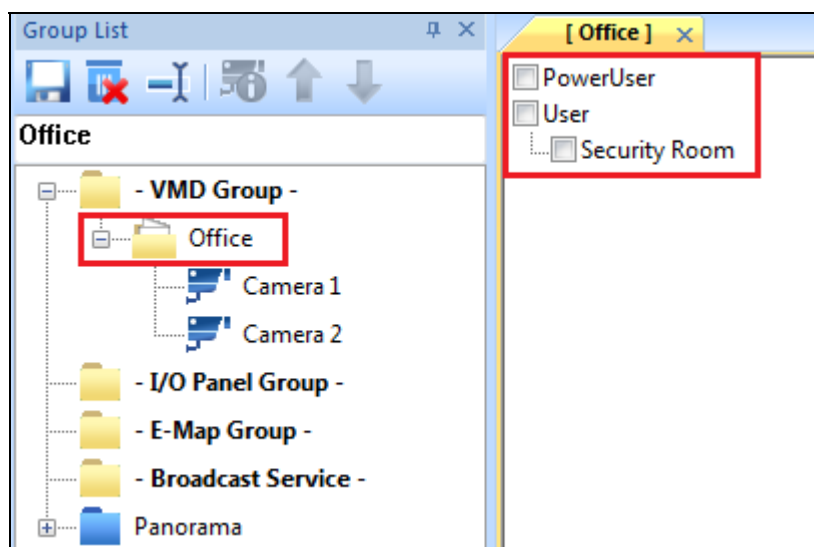 Group List
Office
- VMD Group -
Office
Camera 1
Camera 2
- I/O Panel Group -
- E-Map Group -
- Broadcast Service -
Panorama
[ Office ]
PowerUser
User
Security Room